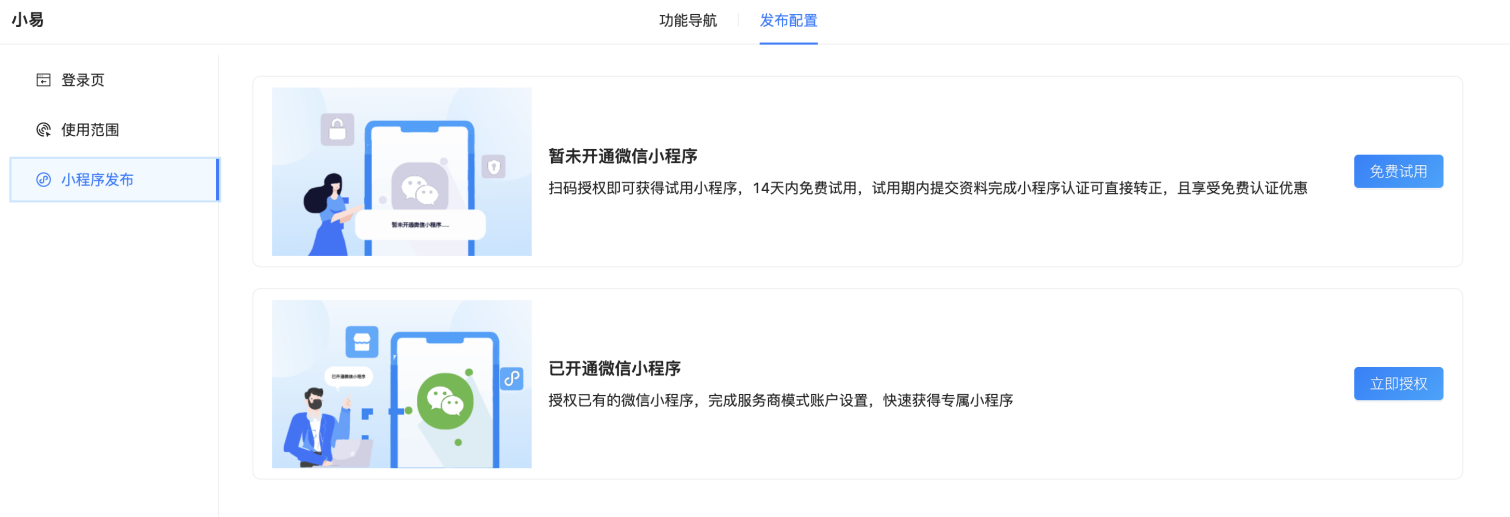 小易
功能导航
发布配置
登录页
使用范围
小程序发布
暂未开通微信小程序....
暂未开通微信小程序
扫码授权即可获得试用小程序，14天内免费试用，试用期内提交资料完成小程序认证可直接转正，且享受免费认证优惠
免费试用
已开通微信小程序
已开通微信小程序
授权已有的微信小程序，完成服务商模式账户设置，快速获得专属小程序
立即授权